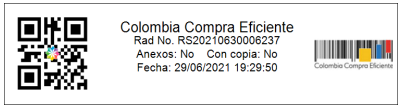 Colombia Compra Eficiente
Rad No. RS20210630006237
Anexos: No Con copia: No
Fecha: 29/06/2021 19:29:50
Colombia Compra Eficiente